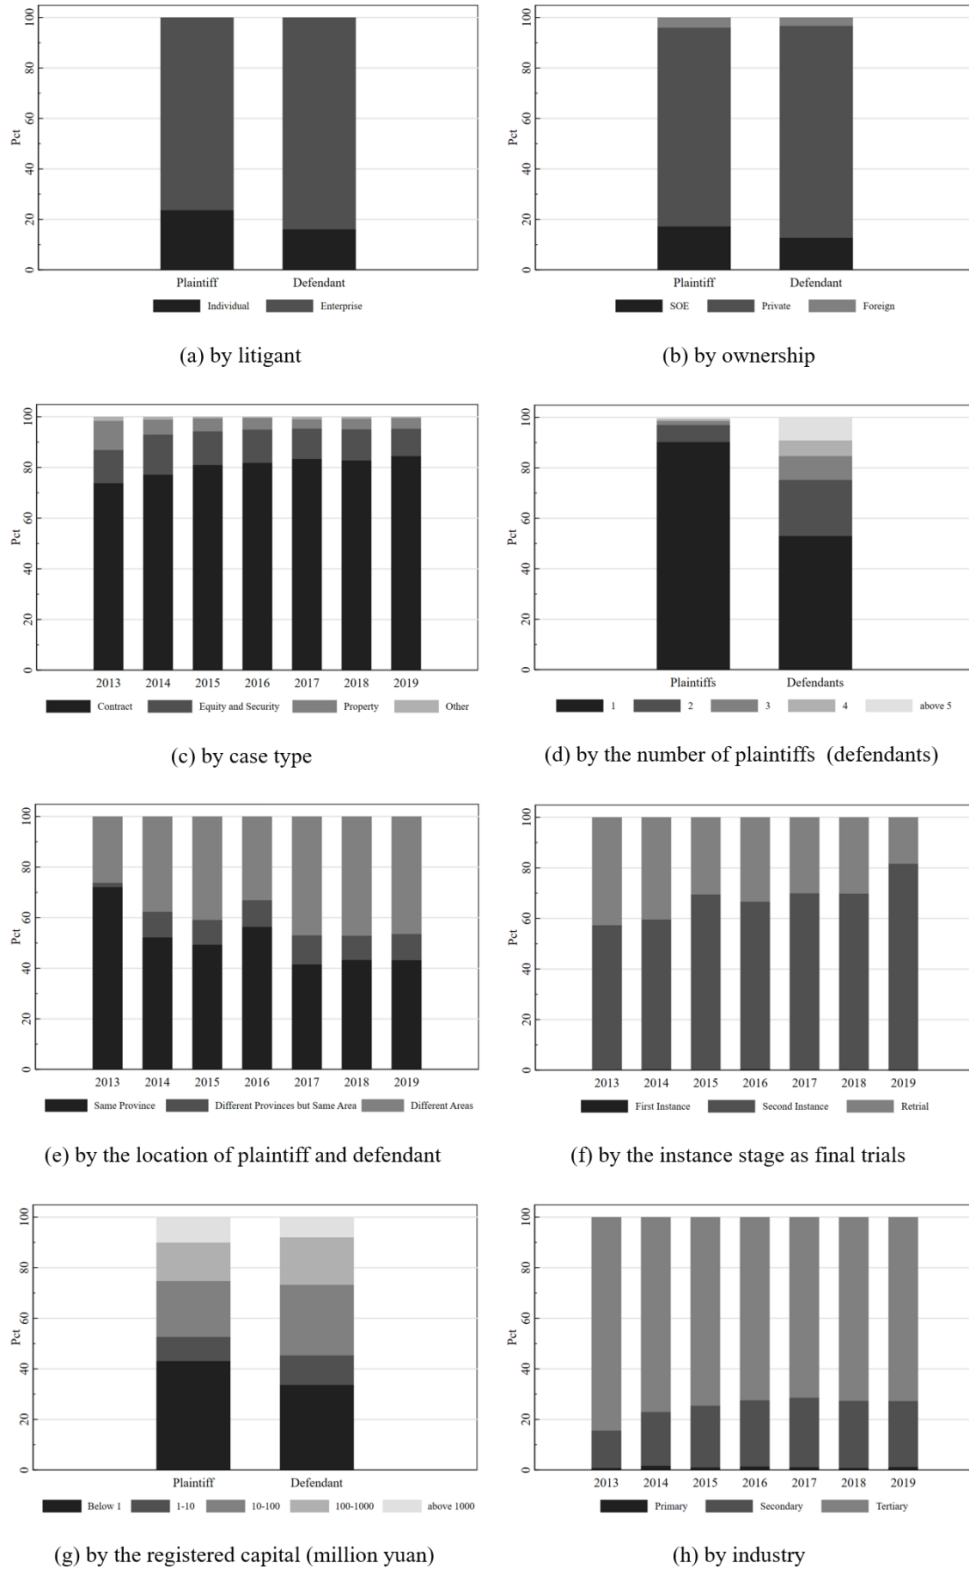 100
80
60
Pct
40
20
0
Plaintiff Defendant
Individual Enterprise
(a) by litigant
100
80
60
Pct
40
20
0
Plaintiff Defendant
SOE Private Foreign
(b) by ownership
100
80
60
Pct
40
20
0
2013 2014 2015 2016 2017 2018 2019
Contract Equity and Security Property Other
(c) by case type
100
80
60
Pct
40
20
0
Plaintiffs Defendants
1 2 3 4 above 5
(d) by the number of plaintiffs (defendants)
100
80
60
Pct
40
20
0
2013 2014 2015 2016 2017 2018 2019
Same Province Different Provinces but Same Area Different Areas
(e) by the location of plaintiff and defendant
100
80
60
Pct
40
20
0
2013 2014 2015 2016 2017 2018 2019
First Instance Second Instance Retrial
(f) by the instance stage as final trials
100
80
60
Pct
40
20
0
Plaintiff Defendant
Below 1 1-10 10-100 100-1000 above 1000
(g) by the registered capital (million yuan)
100
80
60
Pct
40
20
0
2013 2014 2015 2016 2017 2018 2019
Primary Secondary Tertiary
(h) by industry